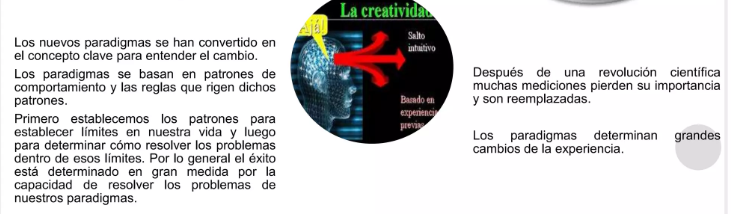 Los nuevos paradigmas se han convertido en
el concepto clave para entender el cambio.
Los paradigmas se basan en patrones de
comportamiento y las reglas que rigen dichos
patrones.
Primero establecemos los patrones para
establecer límites en nuestra vida y luego
para determinar cómo resolver los problemas
dentro de esos límites. Por lo general el éxito
está determinado en gran medida por la
capacidad de resolver los problemas de
nuestros paradigmas.
La creatividad
Ajá!
Salto
intuitivo
Basado en
experiencia
previa
Después de una revolución científica
muchas mediciones pierden su importancia
y son reemplazadas.
Los paradigmas determinan grandes
cambios de la experiencia.